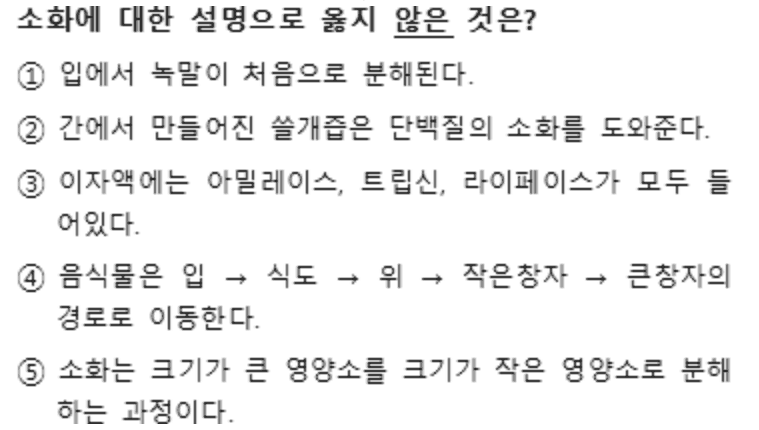 소화에 대한 설명으로 옳지 않은 것은?
① 입에서 녹말이 처음으로 분해된다.
② 간에서 만들어진 쓸개즙은 단백질의 소화를 도와준다.
③ 이자액에는 아밀레이스, 트립신, 라이페이스가 모두 들
어있다.
④ 음식물은 입 → 식도 → 위 → 작은창자 → 큰창자의
경로로 이동한다.
⑤ 소화는 크기가 큰 영양소를 크기가 작은 영양소로 분해
하는 과정이다.